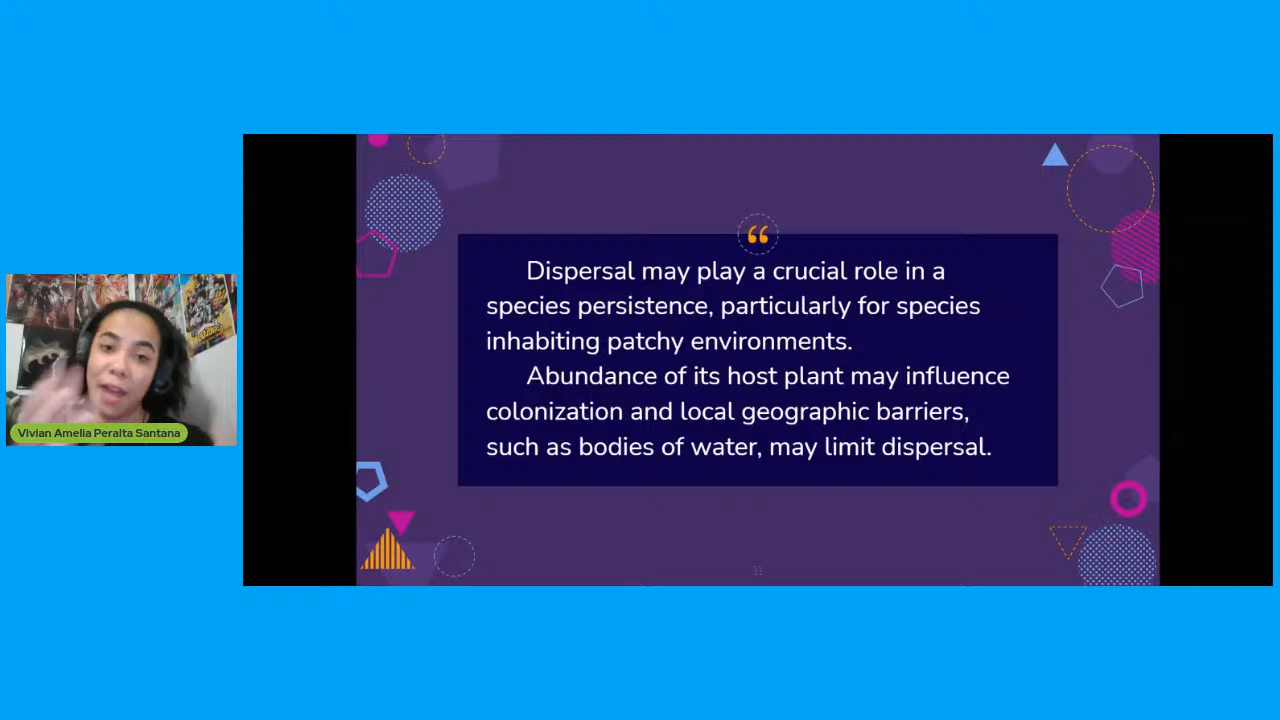 “
Dispersal may play a crucial role in a
species persistence, particularly for species
inhabiting patchy environments.
Abundance of its host plant may influence
colonization and local geographic barriers,
such as bodies of water, may limit dispersal.
Vivian Amelia Peralta Santana